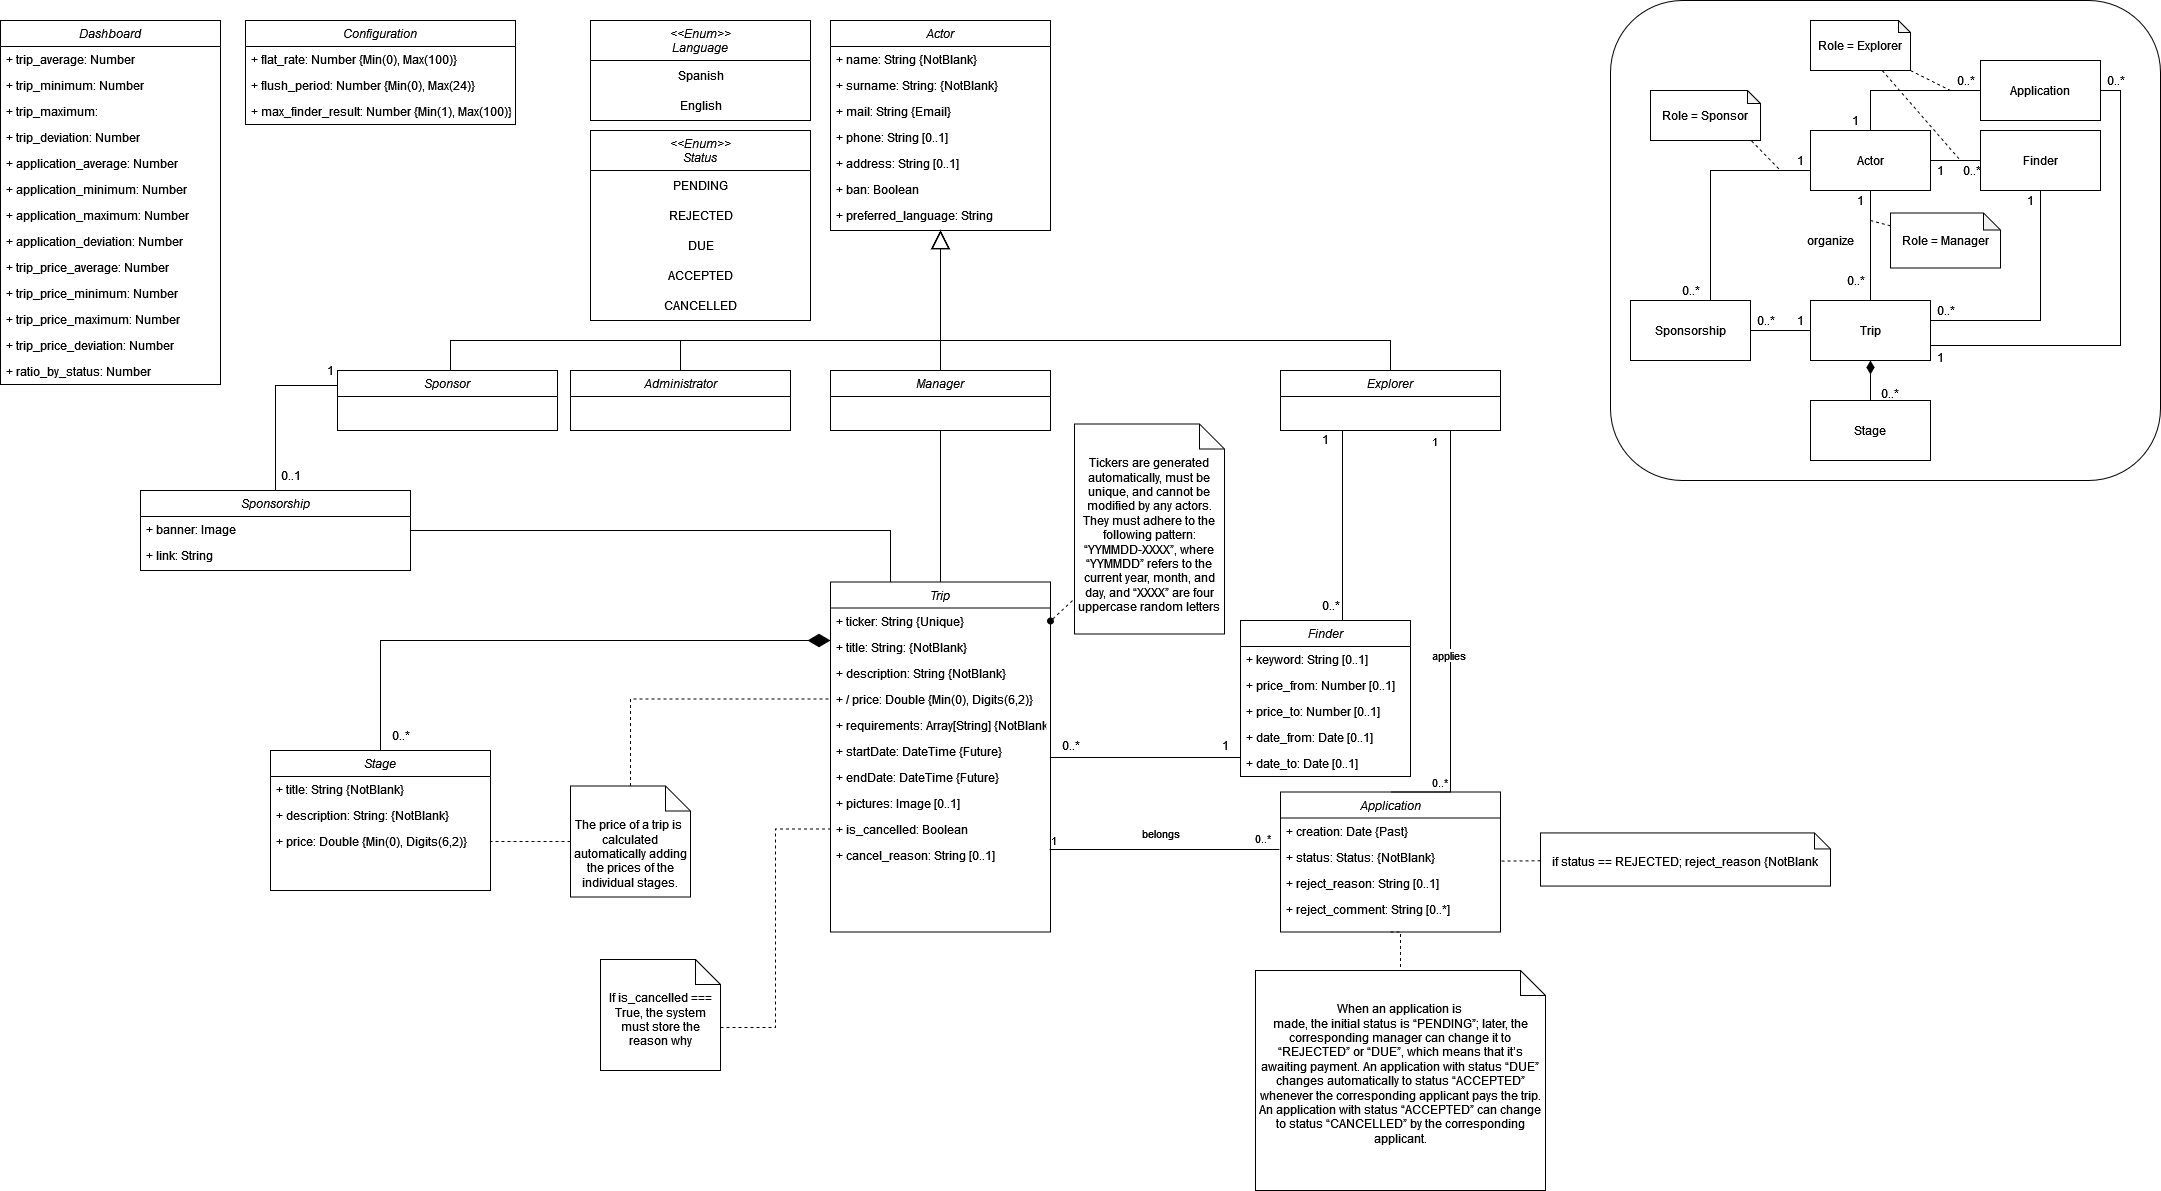 Dashboard
+ trip_average: Number
+ trip_minimum: Number
+ trip_maximum:
+ trip_deviation: Number
+ application_average: Number
+ application_minimum: Number
+ application_maximum: Number
+ application_deviation: Number
+ trip_price_average: Number
+ trip_price_minimum: Number
+ trip_price_maximum: Number
+ trip_price_deviation: Number
+ ratio_by_status: Number
Configuration
+ flat_rate: Number {Min(0), Max(100)}
+ flush_period: Number {Min(0), Max(24)}
+ max_finder_result: Number {Min(1), Max(100)}
<<Enum>>
Language
Spanish
English
<<Enum>>
Status
PENDING
REJECTED
DUE
ACCEPTED
CANCELLED
Actor
+ name: String {NotBlank}
+ surname: String: {NotBlank}
+ mail: String {Email}
+ phone: String [0..1]
+ address: String [0..1]
+ ban: Boolean
+ preferred_language: String
Sponsor
Administrator
Manager
Explorer
1
0..1
Sponsorship
+ banner: Image
+ link: String
Tickers are generated
automatically, must be
unique, and cannot be
modified by any actors.
They must adhere to the
following pattern:
“YYMMDD-XXXX”, where
“YYMMDD” refers to the
current year, month, and
day, and “XXXX” are four
uppercase random letters
1
0..*
1
applies
0..*
Trip
+ ticker: String {Unique}
+ title: String: {NotBlank}
+ description: String {NotBlank}
+ / price: Double {Min(0), Digits(6,2)}
+ requirements: Array[String] {NotBlank
+ startDate: DateTime {Future}
+ endDate: DateTime {Future}
+ pictures: Image [0..1]
+ is_cancelled: Boolean
+ cancel_reason: String [0..1]
Finder
+ keyword: String [0..1]
+ price_from: Number [0..1]
+ price_to: Number [0..1]
+ date_from: Date [0..1]
+ date_to: Date [0..1]
0..*
1
0..*
Stage
+ title: String {NotBlank}
+ description: String: {NotBlank}
+ price: Double {Min(0), Digits(6,2)}
The price of a trip is
calculated
automatically adding
the prices of the
individual stages.
1
belongs
0..*
Application
+ creation: Date {Past}
+ status: Status: {NotBlank}
+ reject_reason: String [0..1]
+ reject_comment: String [0..*]
if status == REJECTED; reject_reason {NotBlank
If is_cancelled ===
True, the system
must store the
reason why
When an application is
made, the initial status is “PENDING”; later, the
corresponding manager can change it to
“REJECTED” or “DUE”, which means that it’s
awaiting payment. An application with status “DUE”
changes automatically to status “ACCEPTED”
whenever the corresponding applicant pays the trip.
An application with status “ACCEPTED” can change
to status “CANCELLED” by the corresponding
applicant.
Role = Explorer
0..*
Application
0..*
Role = Sponsor
1
1
Actor
1
0..*
Finder
1
1
organize
Role = Manager
0..*
0..*
Sponsorship
0..*
1
Trip
0..*
1
0..*
Stage